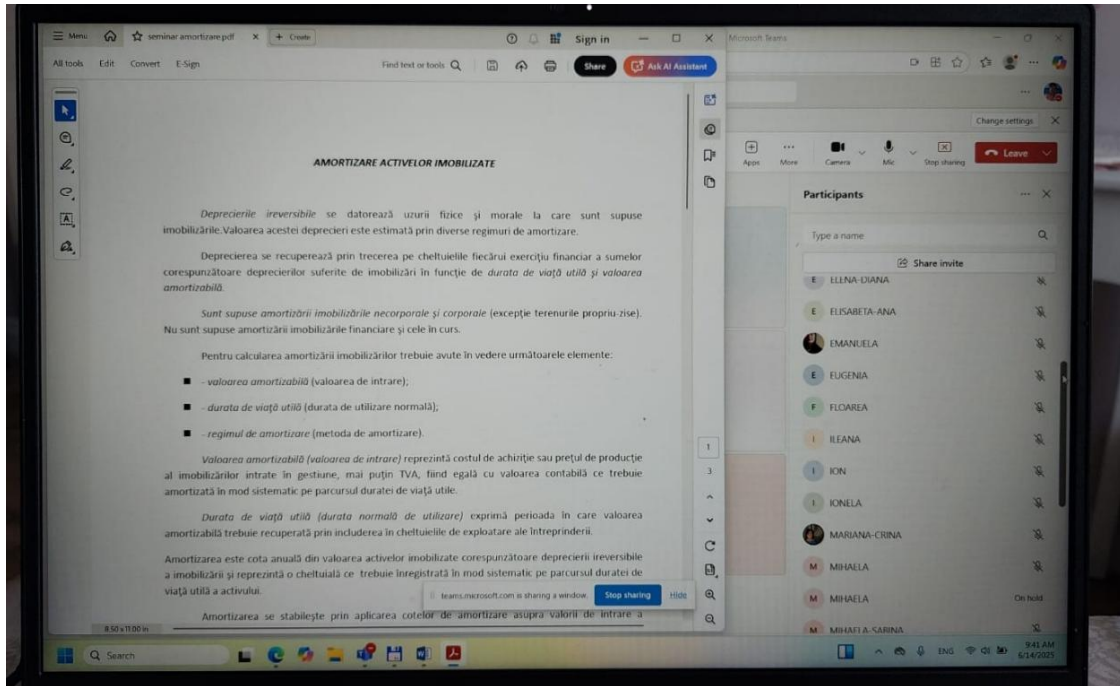 Menu
seminar amortizare.pdf
+ Create
Sign in
Microsoft Teams
All tools Edit Convert E-Sign
Find text or tools
Share
Ask AI Assistant
Change settings
Apps
More
Camera
Mic
Stop sharing
Leave
AMORTIZARE ACTIVELOR IMOBILIZATE
Deprecierile ireversibile se datorează uzurii fizice și morale la care sunt supuse
imobilizările.Valoarea acestei deprecieri este estimată prin diverse regimuri de amortizare.
Deprecierea se recuperează prin trecerea pe cheltuielile fiecărui exercițiu financiar a sumelor
corespunzătoare deprecierilor suferite de imobilizări în funcție de durata de viață utilă și valoarea
amortizabilă.
Sunt supuse amortizării imobilizările necorporale și corporale (excepție terenurile propriu-zise).
Nu sunt supuse amortizării imobilizările financiare și cele în curs.
Pentru calcularea amortizării imobilizărilor trebuie avute în vedere următoarele elemente:
■ - valoarea amortizabilă (valoarea de intrare);
■ - durata de viață utilă (durata de utilizare normală);
■ - regimul de amortizare (metoda de amortizare).
Valoarea amortizabilă (valoarea de intrare) reprezintă costul de achiziție sau prețul de producție
al imobilizărilor intrate în gestiune, mai puțin TVA, fiind egală cu valoarea contabilă ce trebuie
amortizată în mod sistematic pe parcursul duratei de viață utile.
Durata de viață utilă (durata normală de utilizare) exprimă perioada în care valoarea
amortizabilă trebuie recuperată prin includerea în cheltuielile de exploatare ale întreprinderii.
Amortizarea este cota anuală din valoarea activelor imobilizate corespunzătoare deprecierii ireversibile
a imobilizării și reprezintă o cheltuială ce trebuie înregistrată în mod sistematic pe parcursul duratei de
viață utilă a activului.
Amortizarea se stabilește prin aplicarea cotelor de amortizare asupra valorii de intrare a
1
3
teams.microsoft.com is sharing a window.
Stop sharing
Hide
8.50 x 11.00 in
Participants
Type a name
Share invite
E ELENA-DIANA
E ELISABETA-ANA
EMANUELA
E EUGENIA
F FLOAREA
I ILEANA
I ION
I IONELA
MARIANA-CRINA
M MIHAELA
M MIHAELA On hold
M MIHAELA-SABINA
Search
ENG
9:41 AM
6/14/2025